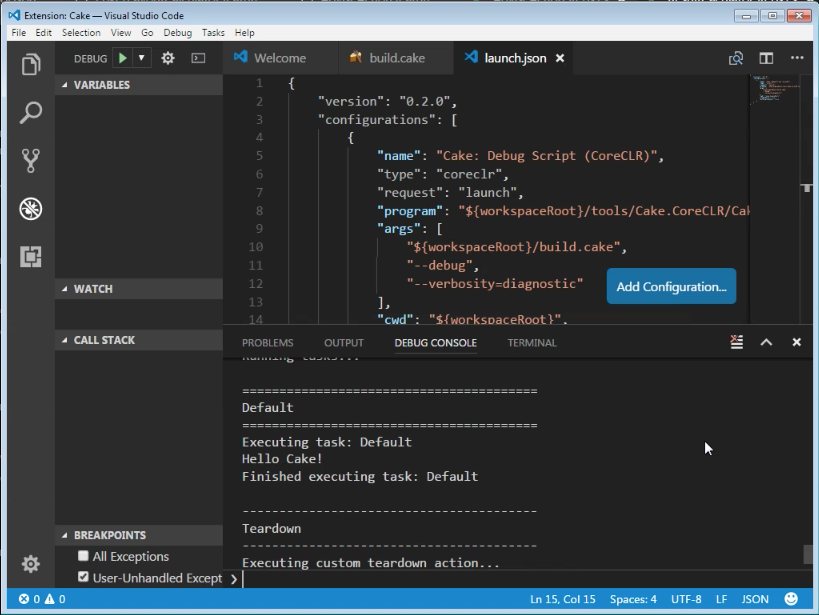 Extension: Cake — Visual Studio Code
File Edit Selection View Go Debug Tasks Help
DEBUG
Welcome
build.cake
launch.json
VARIABLES
WATCH
CALL STACK
BREAKPOINTS
All Exceptions
User-Unhandled Except
1 {
2 "version": "0.2.0",
3 "configurations": [
4 {
5 "name": "Cake: Debug Script (CoreCLR)",
6 "type": "coreclr",
7 "request": "launch",
8 "program": "${workspaceRoot}/tools/Cake.CoreCLR/Cak
9 "args": [
10 "${workspaceRoot}/build.cake",
11 "--debug",
12 "--verbosity=diagnostic"
13 ],
14 "cwd": "${workspaceRoot}",
Add Configuration...
PROBLEMS OUTPUT DEBUG CONSOLE TERMINAL
Running tasks...
========================================
Default
========================================
Executing task: Default
Hello Cake!
Finished executing task: Default
----------------------------------------
Teardown
----------------------------------------
Executing custom teardown action...
0 0
Ln 15, Col 15 Spaces: 4 UTF-8 LF JSON